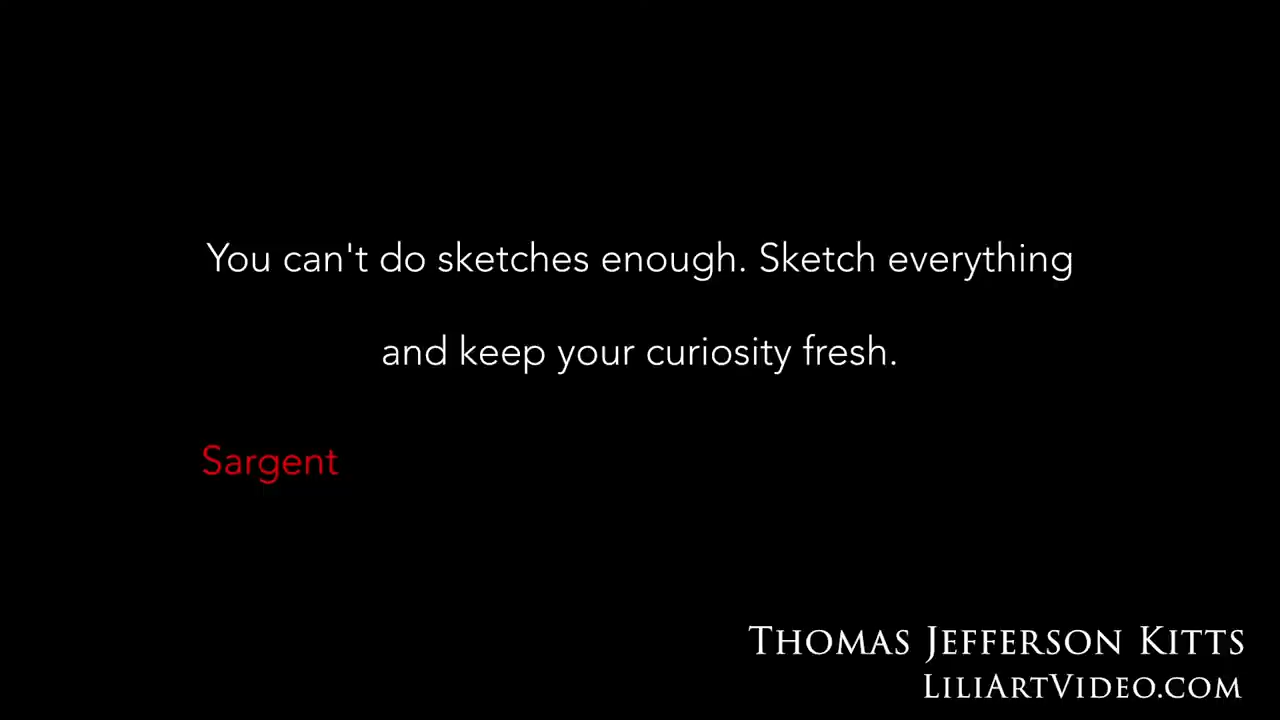 You can't do sketches enough. Sketch everything
and keep your curiosity fresh.
Sargent
Thomas Jefferson Kitts
LiliArtVideo.com